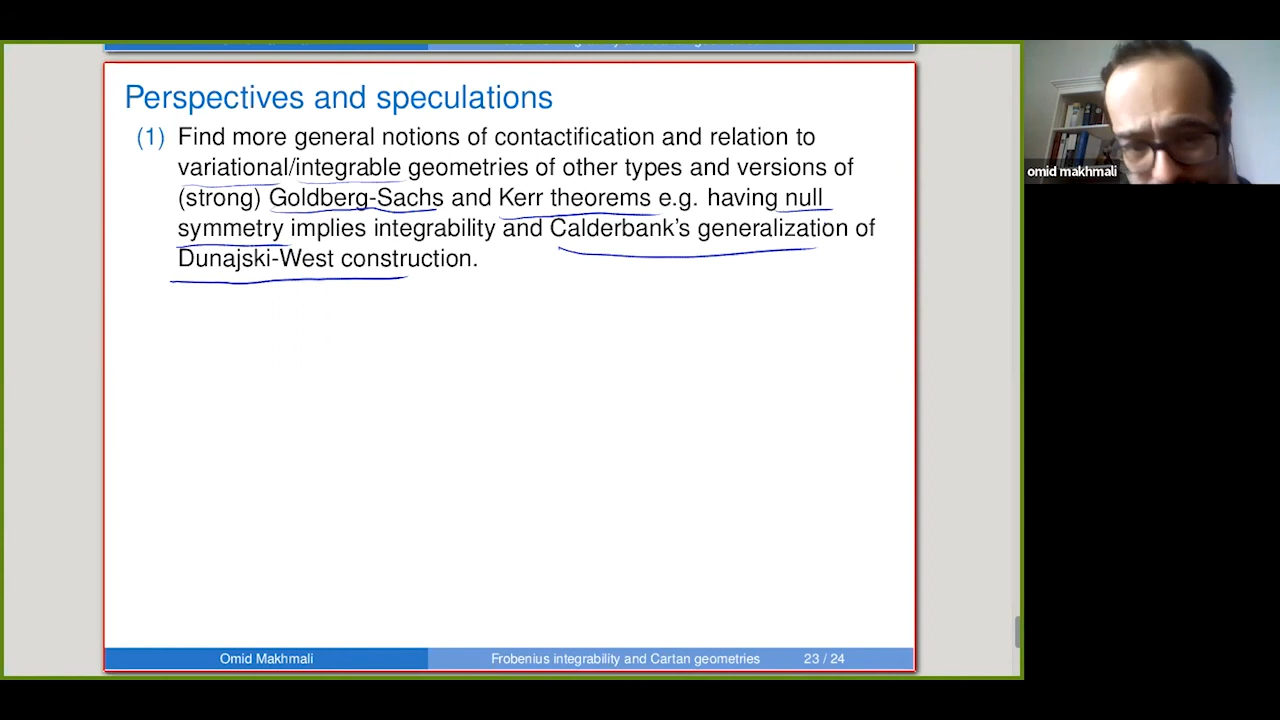 Perspectives and speculations
(1) Find more general notions of contactification and relation to
variational/integrable geometries of other types and versions of
(strong) Goldberg-Sachs and Kerr theorems e.g. having null
symmetry implies integrability and Calderbank's generalization of
Dunajski-West construction.
omid makhmali
Omid Makhmali Frobenius integrability and Cartan geometries 23 / 24